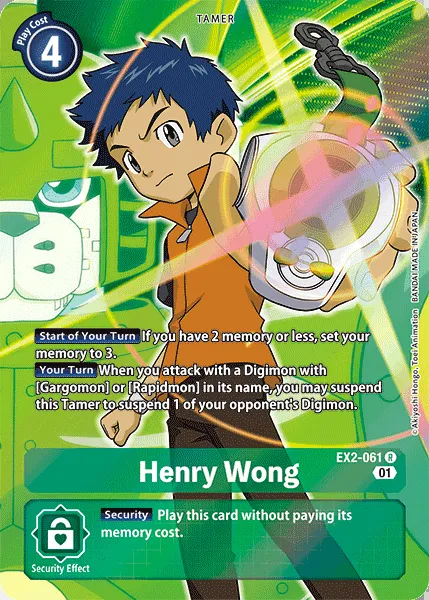 TAMER
Play Cost
4
Start of Your Turn If you have 2 memory or less, set your
memory to 3.
Your Turn When you attack with a Digimon with
[Gargomon] or [Rapidmon] in its name, you may suspend
this Tamer to suspend 1 of your opponent's Digimon.
©Akiyoshi Hongo, Toei Animation BANDAI MADE IN JAPAN
EX2-061 R
Henry Wong
01
Security Play this card without paying its
memory cost.
Security Effect